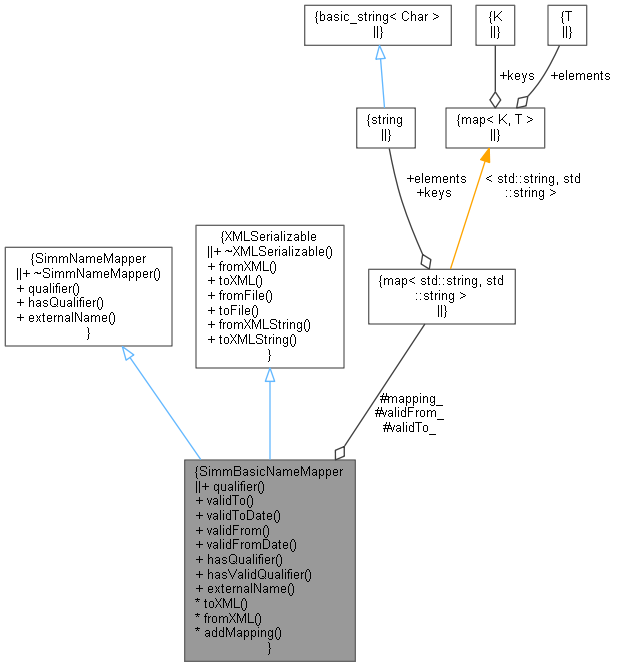 {basic_string< Char >
||}
{K
||}
{T
||}
+keys
+elements
{string
||}
{map< K, T >
||}
+elements
+keys
< std::string, std
::string >
{SimmNameMapper
||+ ~SimmNameMapper()
+ qualifier()
+ hasQualifier()
+ externalName()
}
{XMLSerializable
||+ ~XMLSerializable()
+ fromXML()
+ toXML()
+ fromFile()
+ toFile()
+ fromXMLString()
+ toXMLString()
}
{map< std::string, std
::string >
||}
#mapping_
#validFrom_
#validTo_
{SimmBasicNameMapper
||+ qualifier()
+ validTo()
+ validToDate()
+ validFrom()
+ validFromDate()
+ hasQualifier()
+ hasValidQualifier()
+ externalName()
* toXML()
* fromXML()
* addMapping()
}